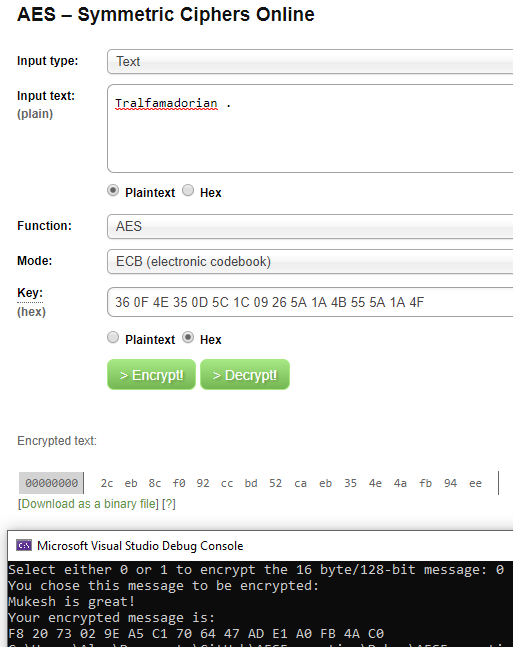 AES – Symmetric Ciphers Online
Input type: Text
Input text: Tralfamadorian .
(plain)
Plaintext Hex
Function: AES
Mode: ECB (electronic codebook)
Key: 36 0F 4E 35 0D 5C 1C 09 26 5A 1A 4B 55 5A 1A 4F
(hex)
Plaintext Hex
> Encrypt! > Decrypt!
Encrypted text:
00000000 2c eb 8c f0 92 cc bd 52 ca eb 35 4e 4a fb 94 ee
[Download as a binary file] [?]
C:\ Microsoft Visual Studio Debug Console
Select either 0 or 1 to encrypt the 16 byte/128-bit message: 0
You chose this message to be encrypted:
Mukesh is great!
Your encrypted message is:
F8 20 73 02 9E A5 C1 70 64 47 AD E1 A0 FB 4A C0